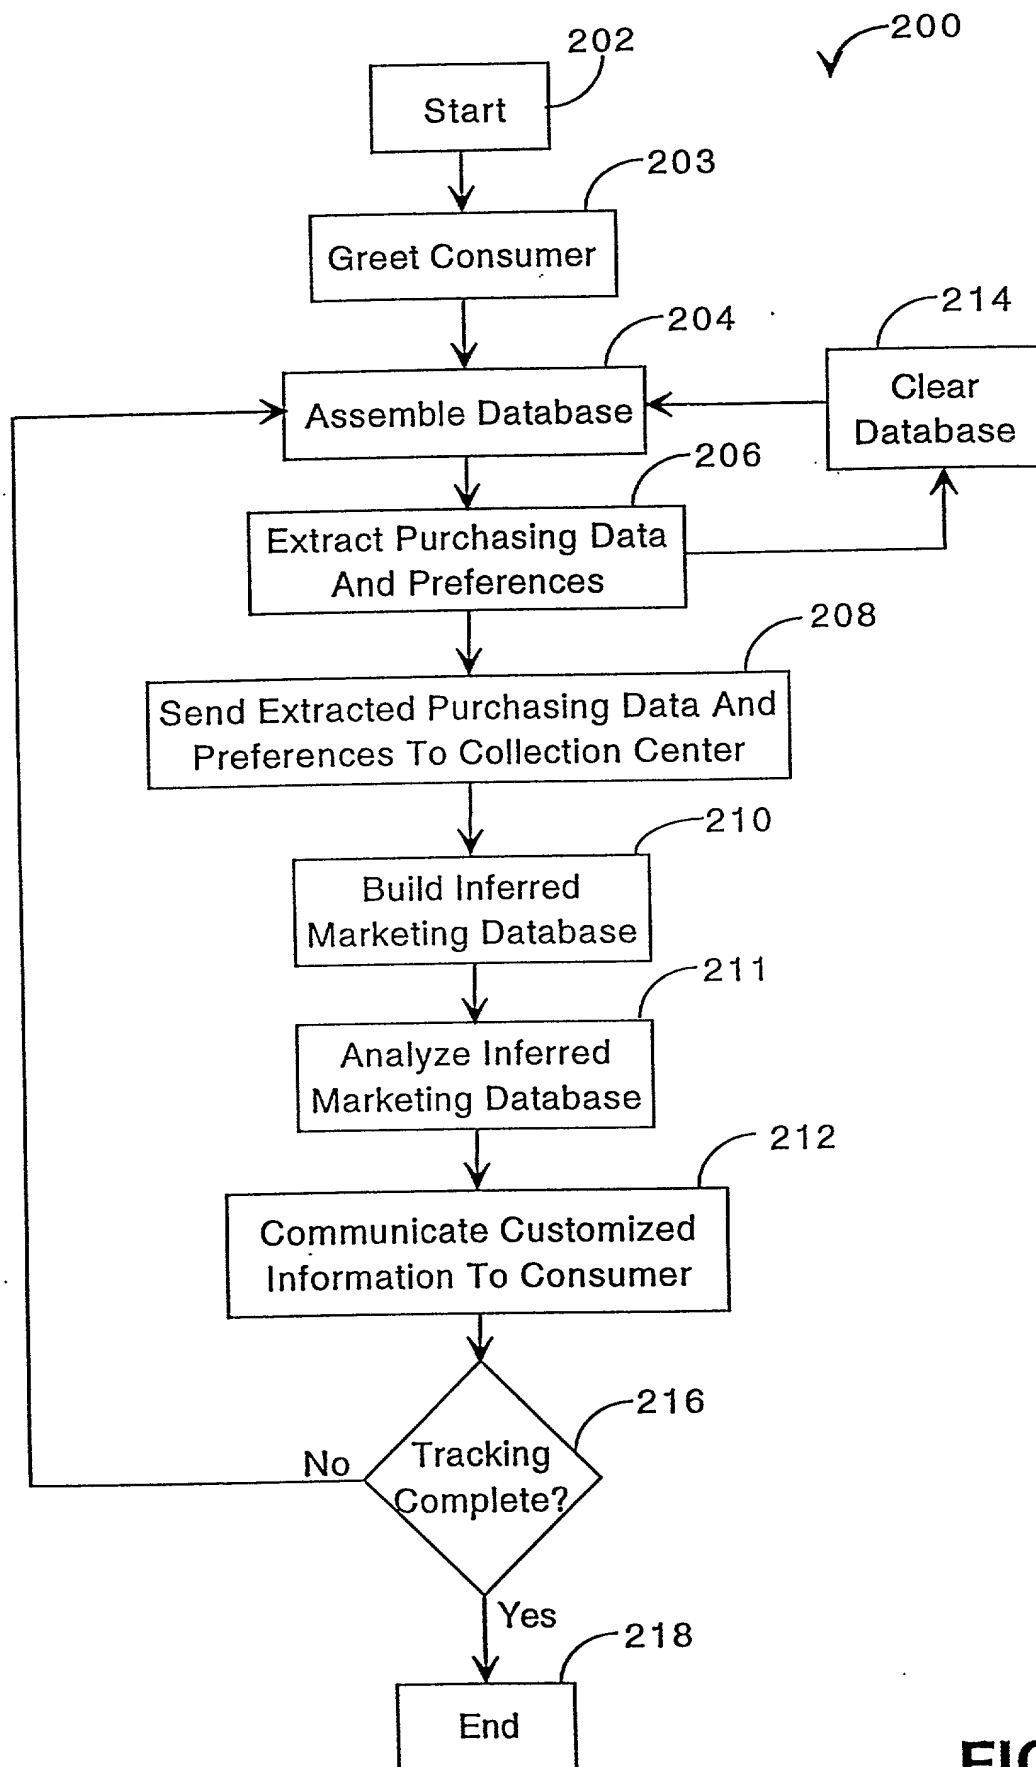 200
202
Start
203
Greet Consumer
204
214
Clear
Database
Assemble Database
206
Extract Purchasing Data
And Preferences
208
Send Extracted Purchasing Data And
Preferences To Collection Center
210
Build Inferred
Marketing Database
211
Analyze Inferred
Marketing Database
212
Communicate Customized
Information To Consumer
216
Tracking
Complete?
No
Yes
218
End